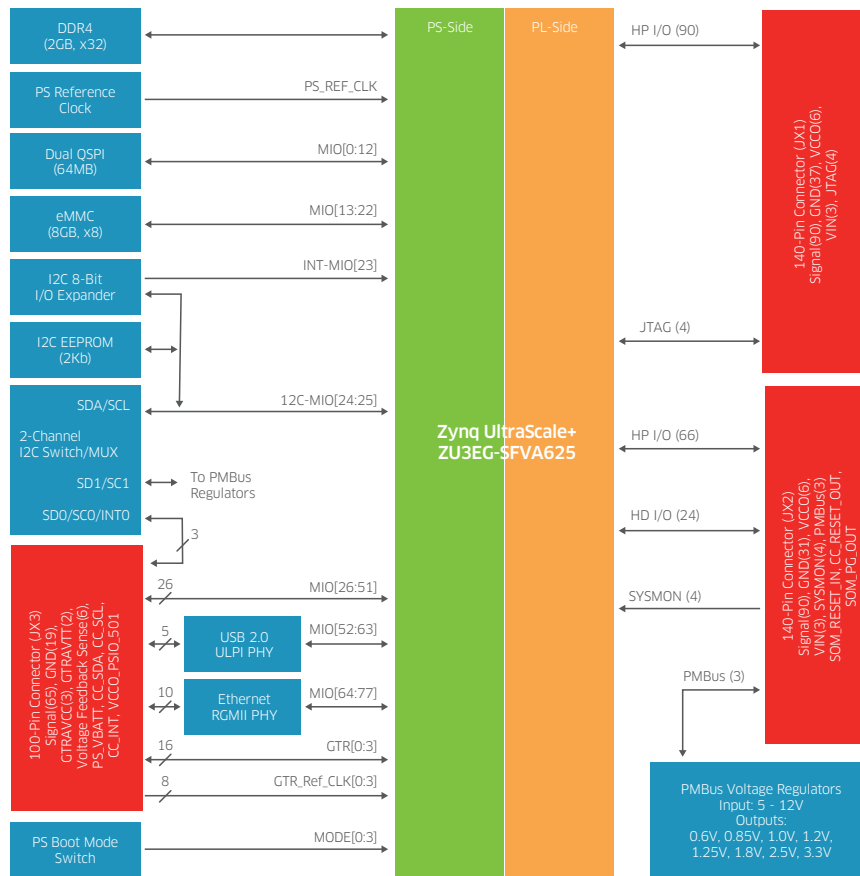 DDR4
(2GB, x32)
PS Reference
Clock
PS_REF_CLK
Dual QSPI
(64MB)
MIO[0:12]
eMMC
(8GB, x8)
MIO[13:22]
I2C 8-Bit
I/O Expander
INT-MIO[23]
I2C EEPROM
(2Kb)
SDA/SCL
12C-MIO[24:25]
2-Channel
I2C Switch/MUX
SD1/SC1
To PMBus
Regulators
SD0/SC0/INT0
3
100-Pin Connector (JX3)
Signal(65), GND(19),
GTRAVCC(3), GTRAVTT(2),
Voltage Feedback Sense(6),
PS_VBATT, CC_SDA, CC_SCL,
CC_INT, VCCO_PSIO_501
26
MIO[26:51]
5
USB 2.0
ULPI PHY
MIO[52:63]
10
Ethernet
RGMII PHY
MIO[64:77]
16
GTR[0:3]
8
GTR_Ref_CLK[0:3]
PS Boot Mode
Switch
MODE[0:3]
PS-Side
PL-Side
Zynq UltraScale+
ZU3EG-SFVA625
HP I/O (90)
JTAG (4)
140-Pin Connector (JX1)
Signal(90), GND(37), VCCO(6),
VIN(3), JTAG(4)
HP I/O (66)
HD I/O (24)
SYSMON (4)
PMBus (3)
140-Pin Connector (JX2)
Signal(90), GND(31), VCCO(6),
VIN(3), SYSMON(4), PMBus(3)
SOM_RESET_IN, CC_RESET_OUT,
SOM_PG_OUT
PMBus Voltage Regulators
Input: 5 - 12V
Outputs:
0.6V, 0.85V, 1.0V, 1.2V,
1.25V, 1.8V, 2.5V, 3.3V